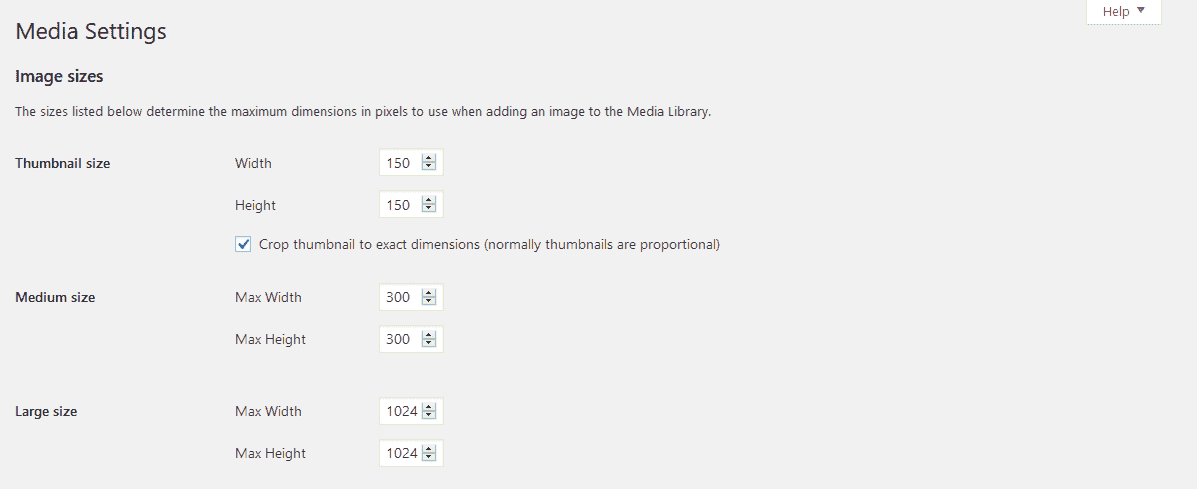 Help
Media Settings
Image sizes
The sizes listed below determine the maximum dimensions in pixels to use when adding an image to the Media Library.
Thumbnail size Width 150
Height 150
Crop thumbnail to exact dimensions (normally thumbnails are proportional)
Medium size Max Width 300
Max Height 300
Large size Max Width 1024
Max Height 1024